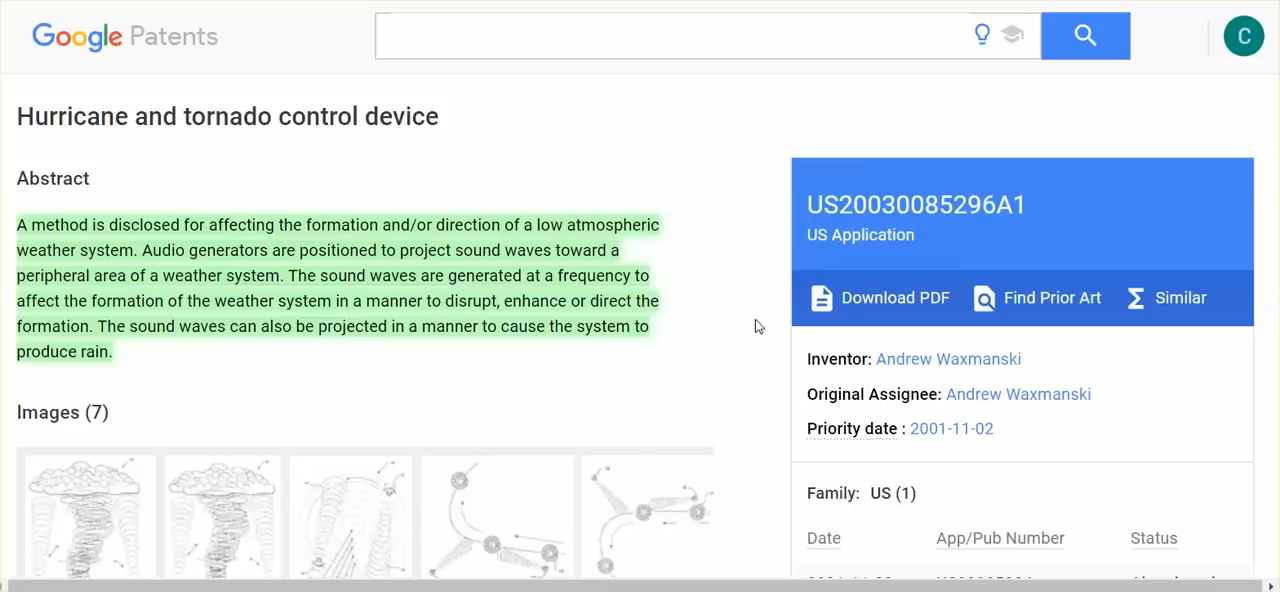 Google Patents
C
Hurricane and tornado control device
Abstract
A method is disclosed for affecting the formation and/or direction of a low atmospheric
weather system. Audio generators are positioned to project sound waves toward a
peripheral area of a weather system. The sound waves are generated at a frequency to
affect the formation of the weather system in a manner to disrupt, enhance or direct the
formation. The sound waves can also be projected in a manner to cause the system to
produce rain.
Images (7)
US20030085296A1
US Application
Download PDF Find Prior Art Similar
Inventor: Andrew Waxmanski
Original Assignee: Andrew Waxmanski
Priority date : 2001-11-02
Family: US (1)
Date App/Pub Number Status